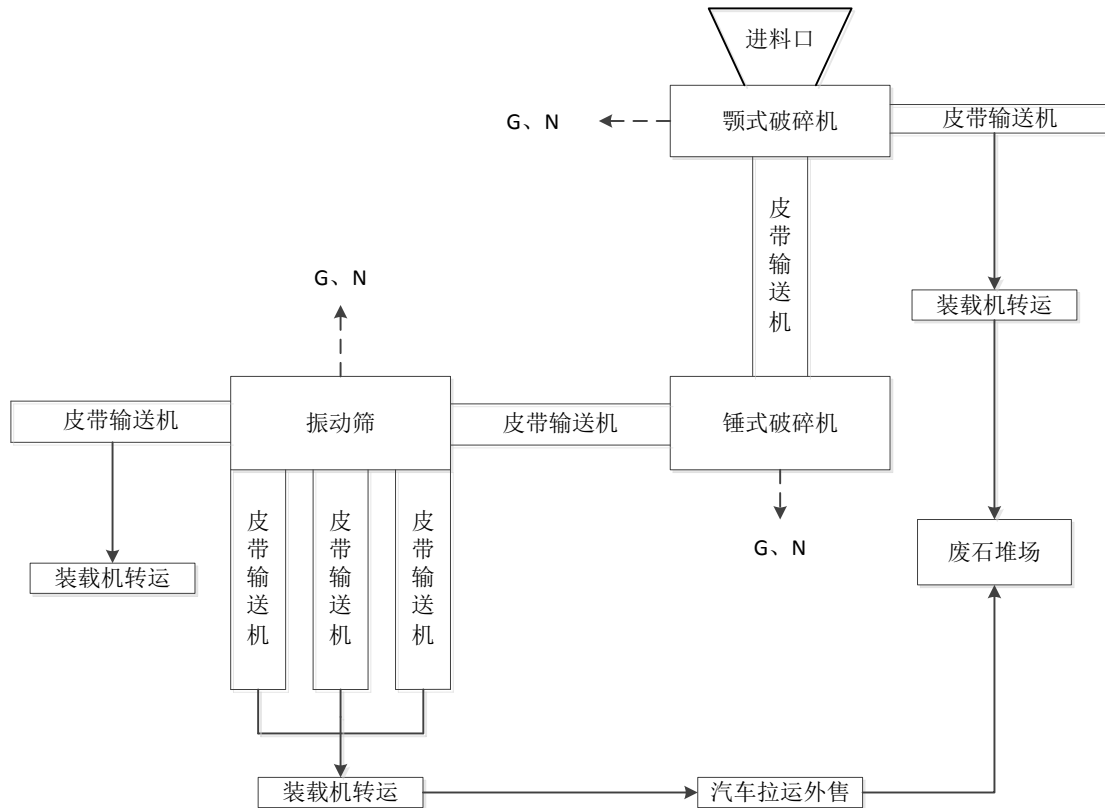 进料口
G、N
颚式破碎机
皮带输送机
皮带输送机
装载机转运
G、N
皮带输送机
振动筛
皮带输送机
锤式破碎机
G、N
废石堆场
装载机转运
皮带输送机
皮带输送机
皮带输送机
装载机转运
汽车拉运外售